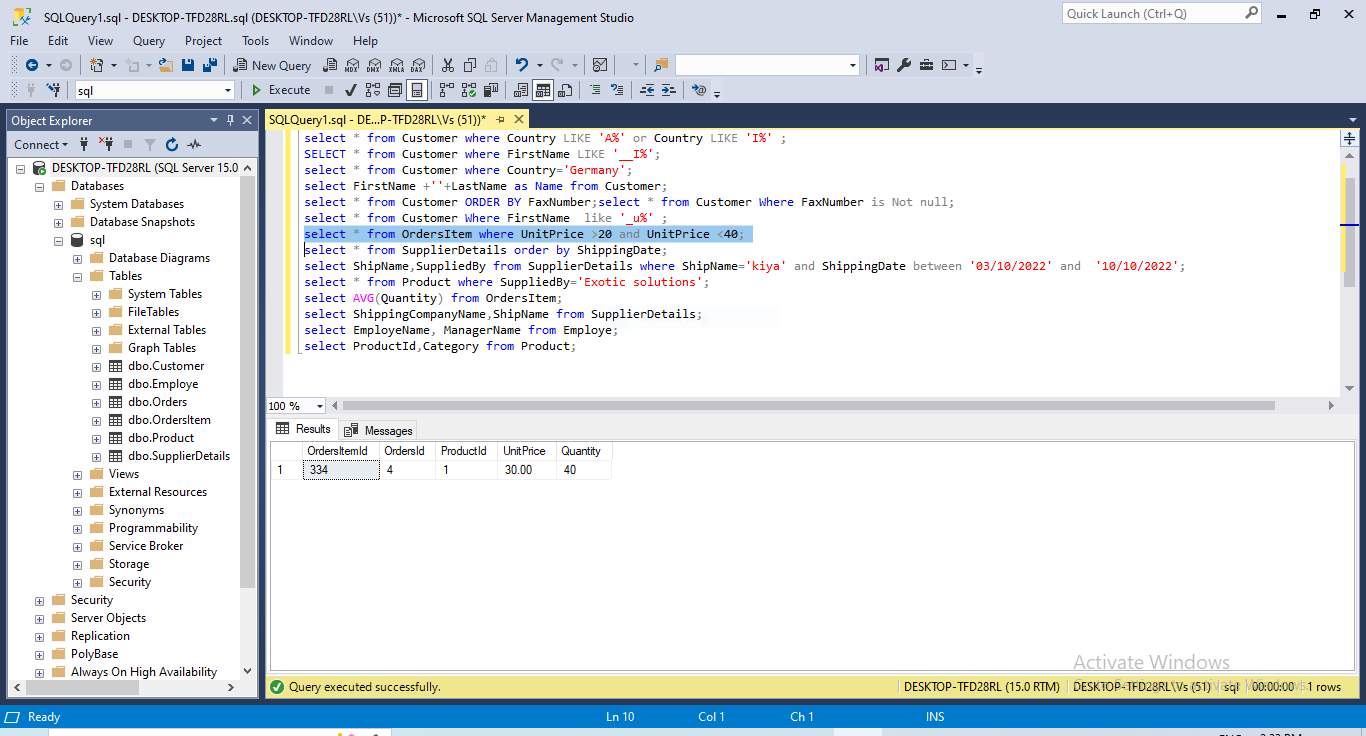 SQLQuery1.sql - DESKTOP-TFD28RL.sql (DESKTOP-TFD28RL\Vs (51))* - Microsoft SQL Server Management Studio
Quick Launch (Ctrl+Q)
File Edit View Query Project Tools Window Help
New Query MDX DMX XMLA DAX
sql Execute
Object Explorer
Connect
DESKTOP-TFD28RL (SQL Server 15.0
Databases
System Databases
Database Snapshots
sql
Database Diagrams
Tables
System Tables
FileTables
External Tables
Graph Tables
dbo.Customer
dbo.Employe
dbo.Orders
dbo.OrdersItem
dbo.Product
dbo.SupplierDetails
Views
External Resources
Synonyms
Programmability
Service Broker
Storage
Security
Security
Server Objects
Replication
PolyBase
Always On High Availability
SQLQuery1.sql - DE...P-TFD28RL\Vs (51))*
select * from Customer where Country LIKE 'A%' or Country LIKE 'I%' ;
SELECT * from Customer where FirstName LIKE '__I%';
select * from Customer where Country='Germany';
select FirstName +''+LastName as Name from Customer;
select * from Customer ORDER BY FaxNumber;select * from Customer Where FaxNumber is Not null;
select * from Customer Where FirstName  like '_u%' ;
select * from OrdersItem where UnitPrice >20 and UnitPrice <40;
select * from SupplierDetails order by ShippingDate;
select ShipName,SuppliedBy from SupplierDetails where ShipName='kiya' and ShippingDate between '03/10/2022' and  '10/10/2022';
select * from Product where SuppliedBy='Exotic solutions';
select AVG(Quantity) from OrdersItem;
select ShippingCompanyName,ShipName from SupplierDetails;
select EmployeName, ManagerName from Employe;
select ProductId,Category from Product;
100 %
Results Messages
OrdersItemId OrdersId ProductId UnitPrice Quantity
1 334 4 1 30.00 40
Activate Windows
Query executed successfully. DESKTOP-TFD28RL (15.0 RTM) DESKTOP-TFD28RL\Vs (51) sql 00:00:00 1 rows
Ready Ln 10 Col 1 Ch 1 INS